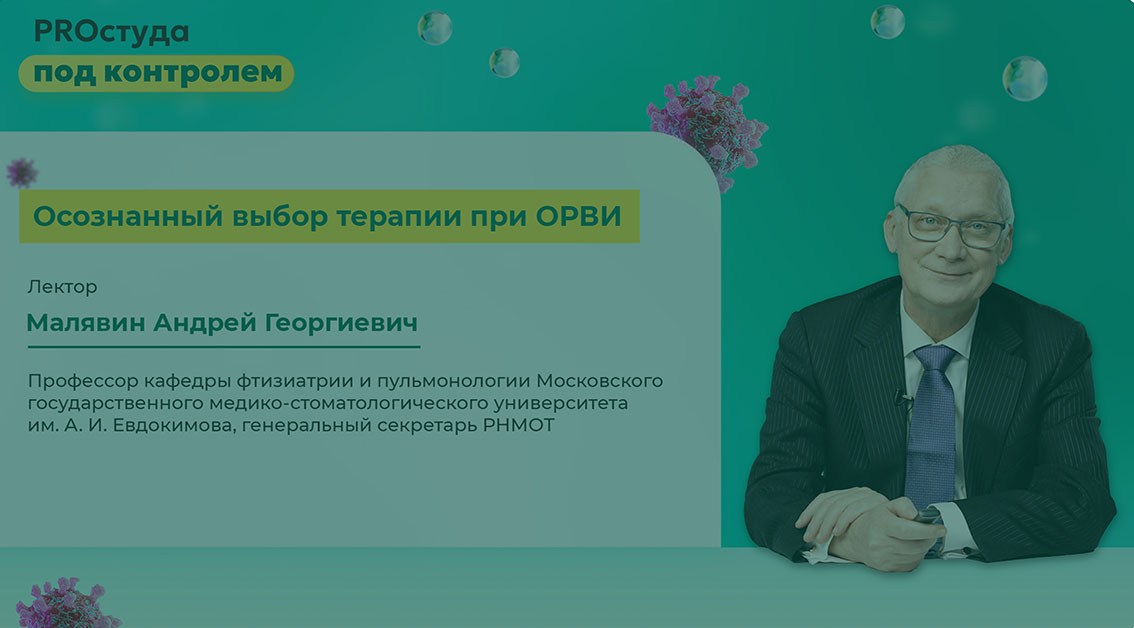 PROстуда
под контролем
Осознанный выбор терапии при ОРВИ
Лектор
Малявин Андрей Георгиевич
Профессор кафедры фтизиатрии и пульмонологии Московского
государственного медико-стоматологического университета
им. А. И. Евдокимова, генеральный секретарь РНМОТ